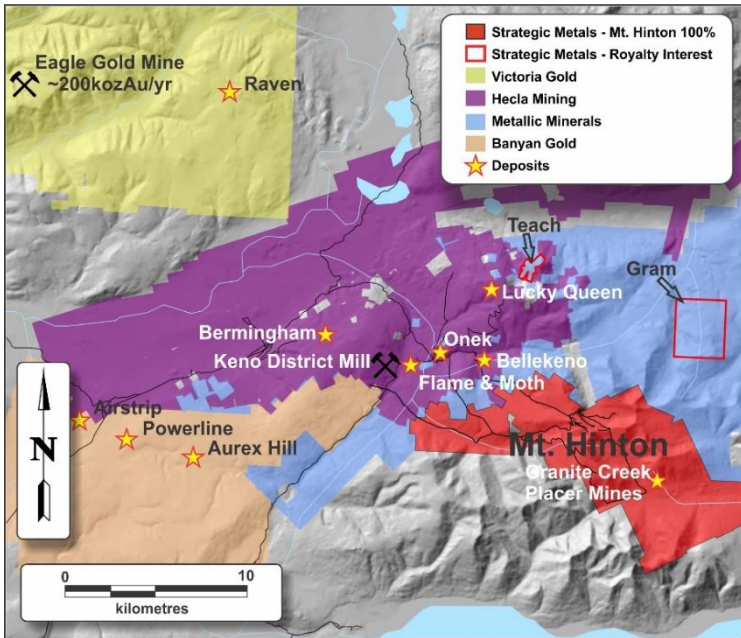 Eagle Gold Mine
~200kozAu/yr
Raven
Strategic Metals - Mt. Hinton 100%
Strategic Metals - Royalty Interest
Victoria Gold
Hecla Mining
Metallic Minerals
Banyan Gold
Deposits
Teach
Gram
Lucky Queen
Bermingham
Onek
Keno District Mill
Bellekeno
Flame & Moth
Airstrip
Powerline
Aurex Hill
Mt. Hinton
Granite Creek
Placer Mines
N
0 10
kilometres